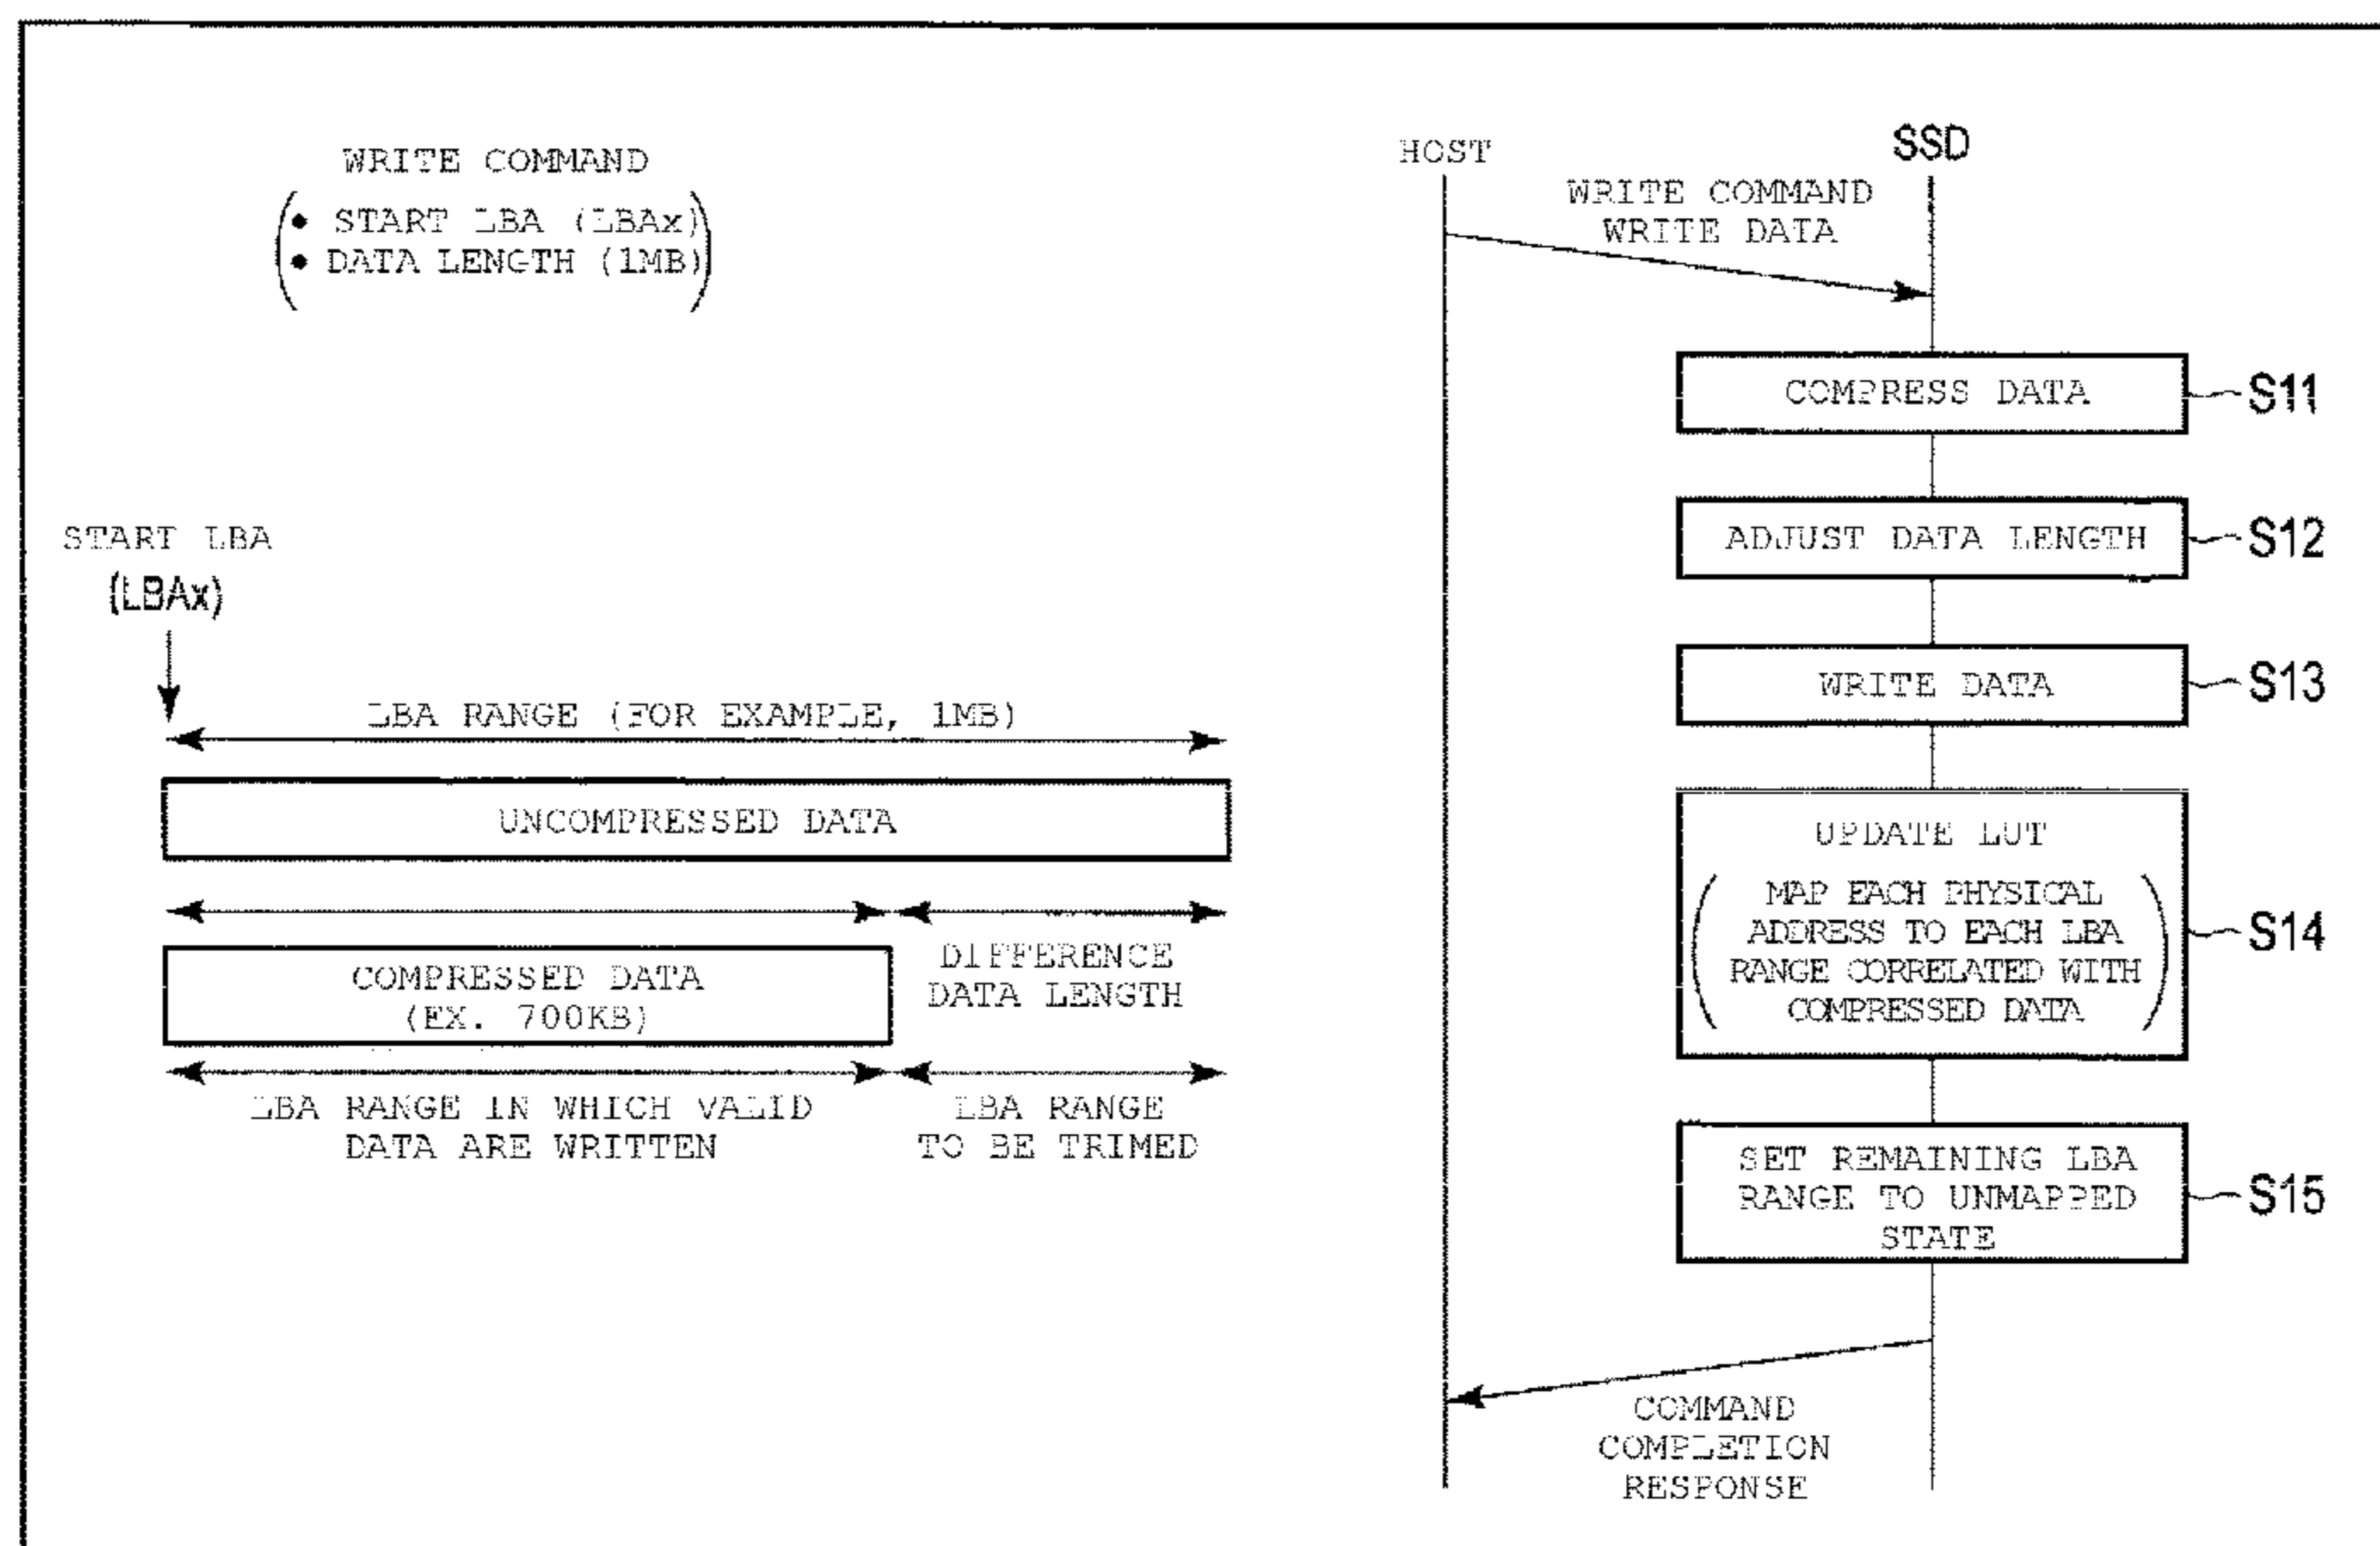 WRITE COMMAND
• START LBA (LBAx)
• DATA LENGTH (1MB)
START LBA
(LBAx)
LBA RANGE (FOR EXAMPLE, 1MB)
UNCOMPRESSED DATA
COMPRESSED DATA
(EX. 700KB)
DIFFERENCE
DATA LENGTH
LBA RANGE IN WHICH VALID
DATA ARE WRITTEN
LBA RANGE
TO BE TRIMED
HOST
SSD
WRITE COMMAND
WRITE DATA
COMPRESS DATA
S11
ADJUST DATA LENGTH
S12
WRITE DATA
S13
UPDATE LUT
MAP EACH PHYSICAL
ADDRESS TO EACH LBA
RANGE CORRELATED WITH
COMPRESSED DATA
S14
SET REMAINING LBA
RANGE TO UNMAPPED
STATE
S15
COMMAND
COMPLETION
RESPONSE